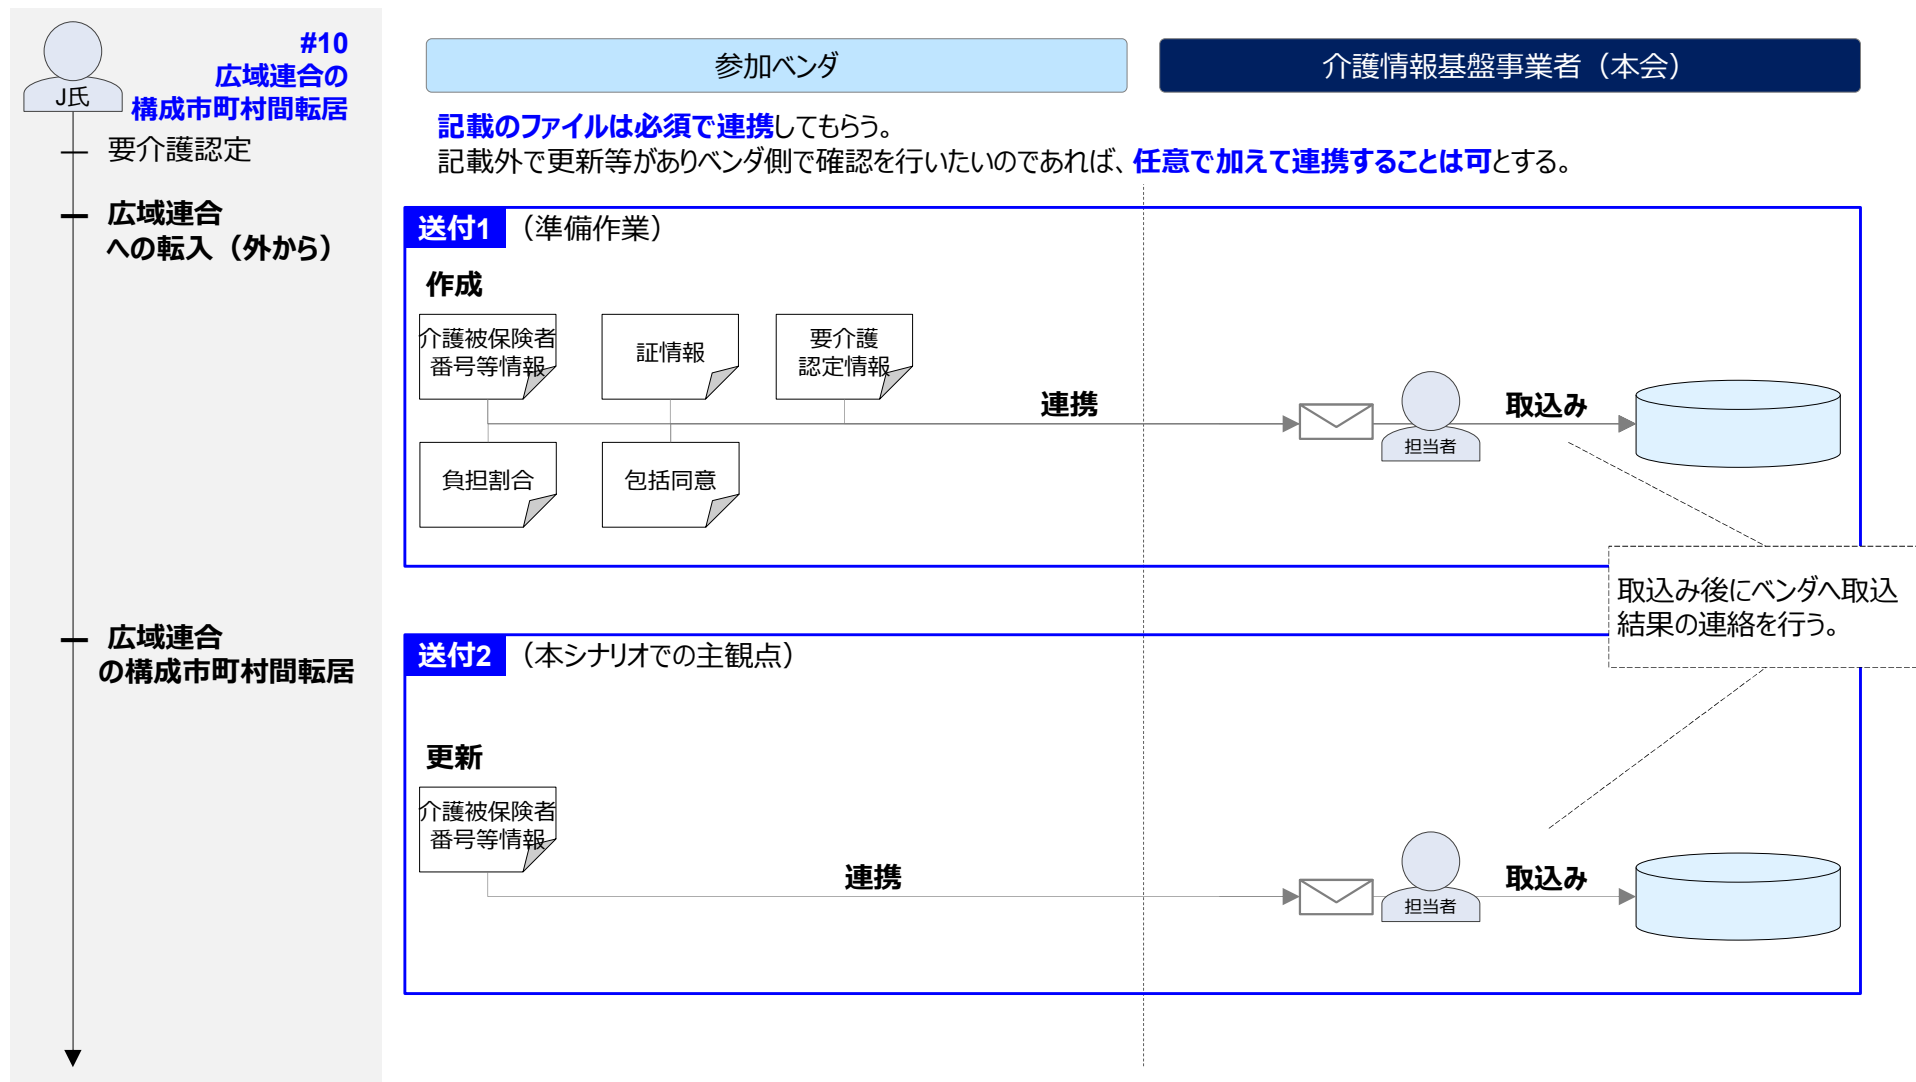 #10
広域連合の
構成市町村間転居
J氏
要介護認定
広域連合
への転入（外から）
広域連合
の構成市町村間転居
参加ベンダ
介護情報基盤事業者（本会）
記載のファイルは必須で連携してもらう。
記載外で更新等がありベンダ側で確認を行いたいのであれば、任意で加えて連携することは可とする。
送付1
（準備作業）
作成
介護被保険者
番号等情報
証情報
要介護
認定情報
連携
担当者
取込み
負担割合
包括同意
取込み後にベンダへ取込
結果の連絡を行う。
送付2
（本シナリオでの主観点）
更新
介護被保険者
番号等情報
連携
担当者
取込み